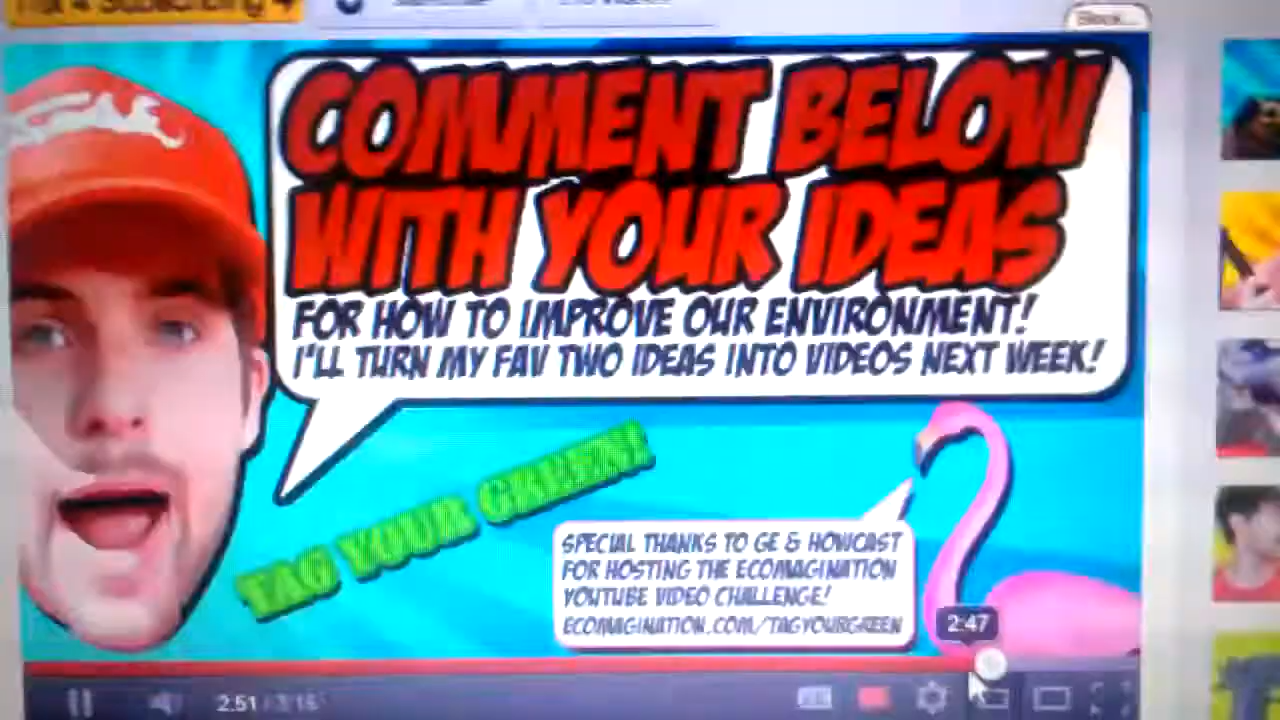 Block...
COMMENT BELOW
WITH YOUR IDEAS
FOR HOW TO IMPROVE OUR ENVIRONMENT!
I'LL TURN MY FAV TWO IDEAS INTO VIDEOS NEXT WEEK!
TAG YOUR GREEN!
SPECIAL THANKS TO GE & HOWCAST
FOR HOSTING THE ECOMAGINATION
YOUTUBE VIDEO CHALLENGE!
ECOMAGINATION.COM/TAGYOURGREEN
2:47
2:51 / 3:15